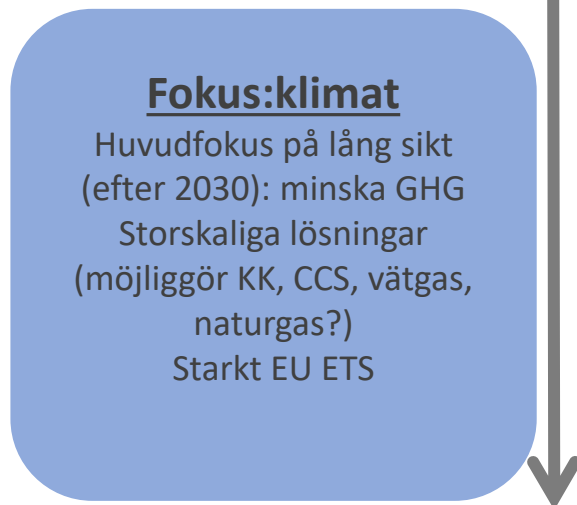 Fokus:klimat
Huvudfokus på lång sikt
(efter 2030): minska GHG
Storskaliga lösningar
(möjliggör KK, CCS, vätgas,
naturgas?)
Starkt EU ETS